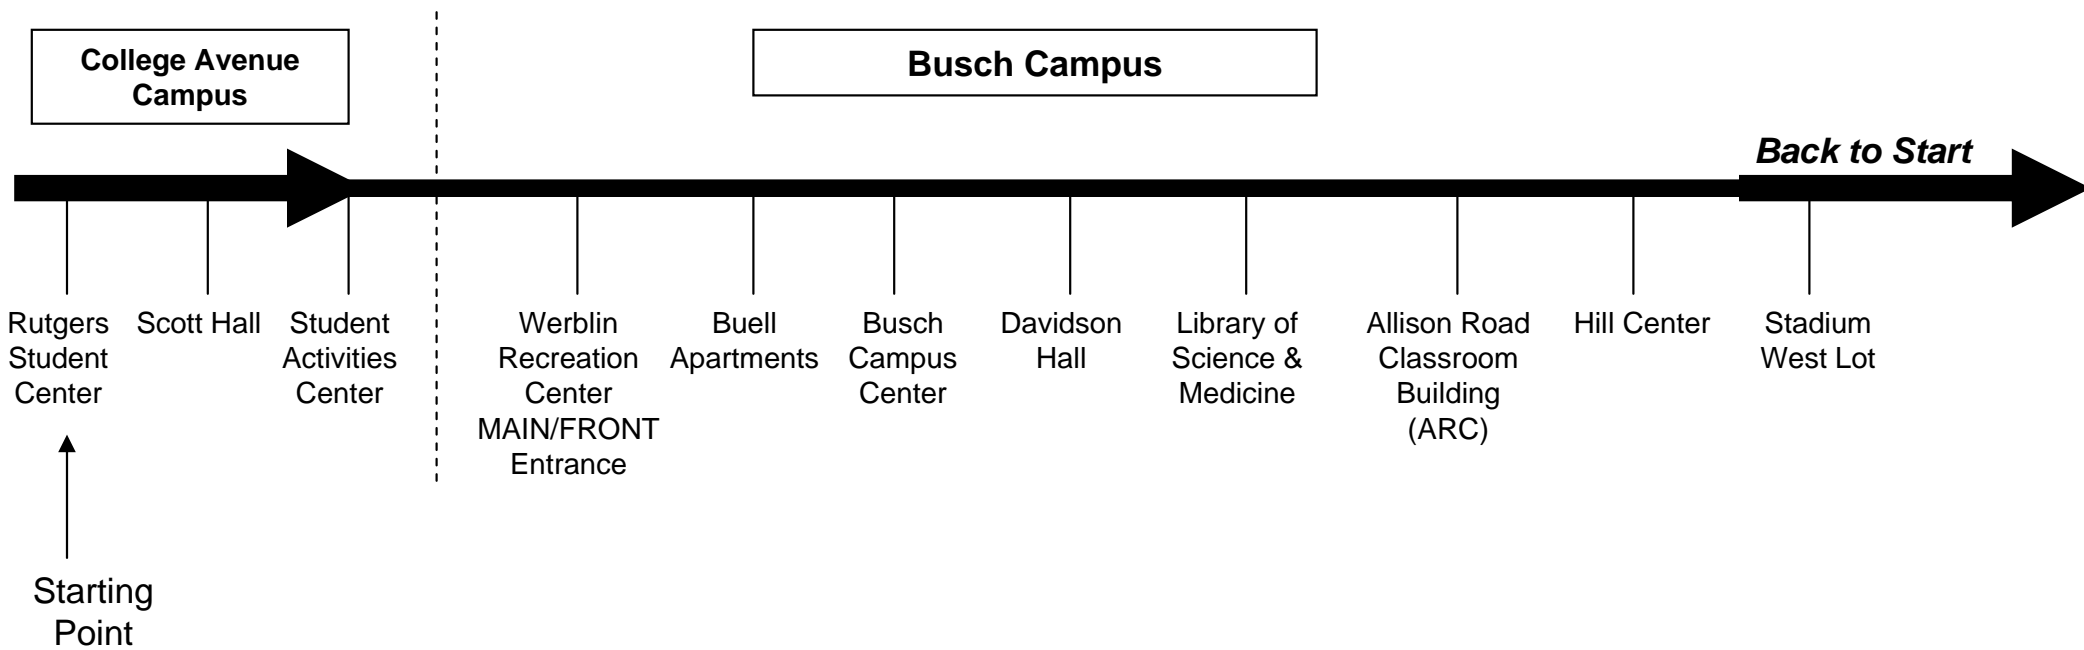 College Avenue
Campus
Busch Campus
Back to Start
Rutgers
Student
Center
Scott Hall
Student
Activities
Center
Werblin
Recreation
Center
MAIN/FRONT
Entrance
Buell
Apartments
Busch
Campus
Center
Davidson
Hall
Library of
Science &
Medicine
Allison Road
Classroom
Building
(ARC)
Hill Center
Stadium
West Lot
Starting
Point